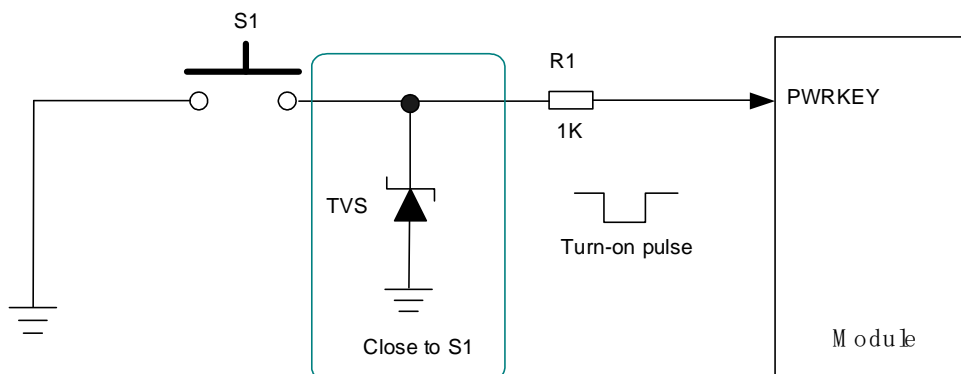 S1
R1
PWRKEY
1K
TVS
Turn-on pulse
Close to S1
Module